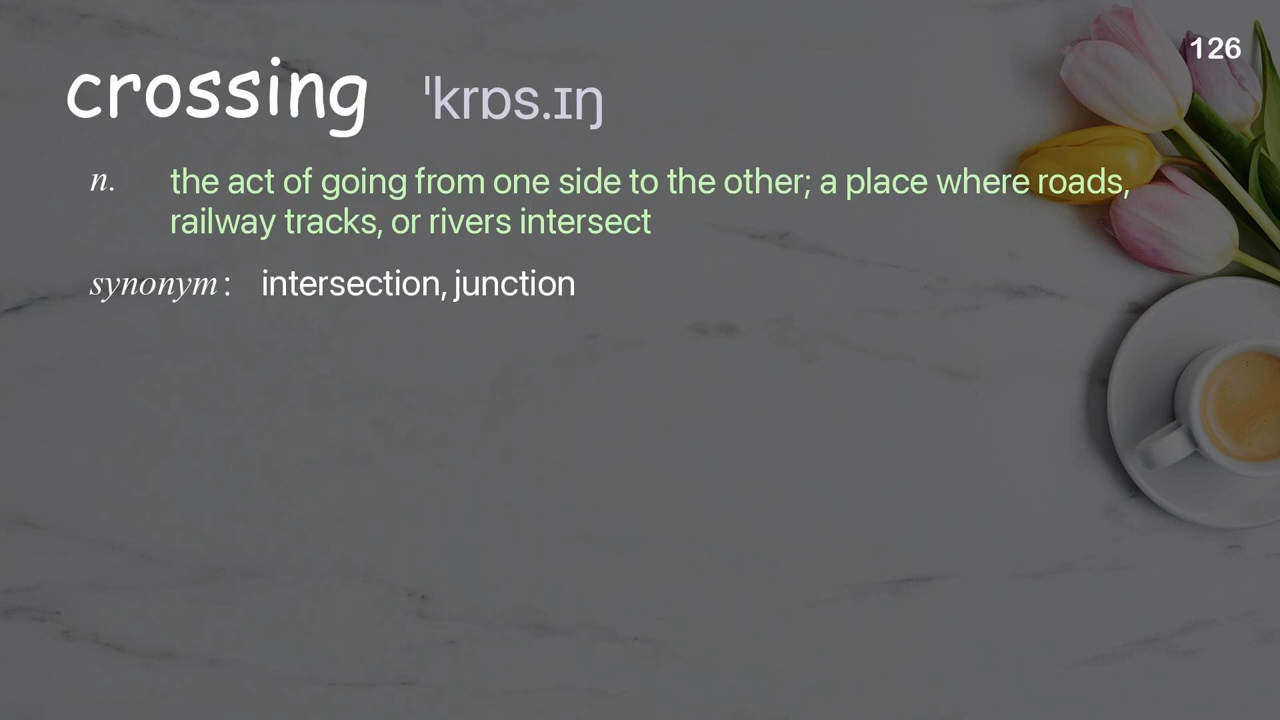 126
crossing ˈkrɒs.ɪŋ
n. the act of going from one side to the other; a place where roads,
railway tracks, or rivers intersect
synonym: intersection, junction